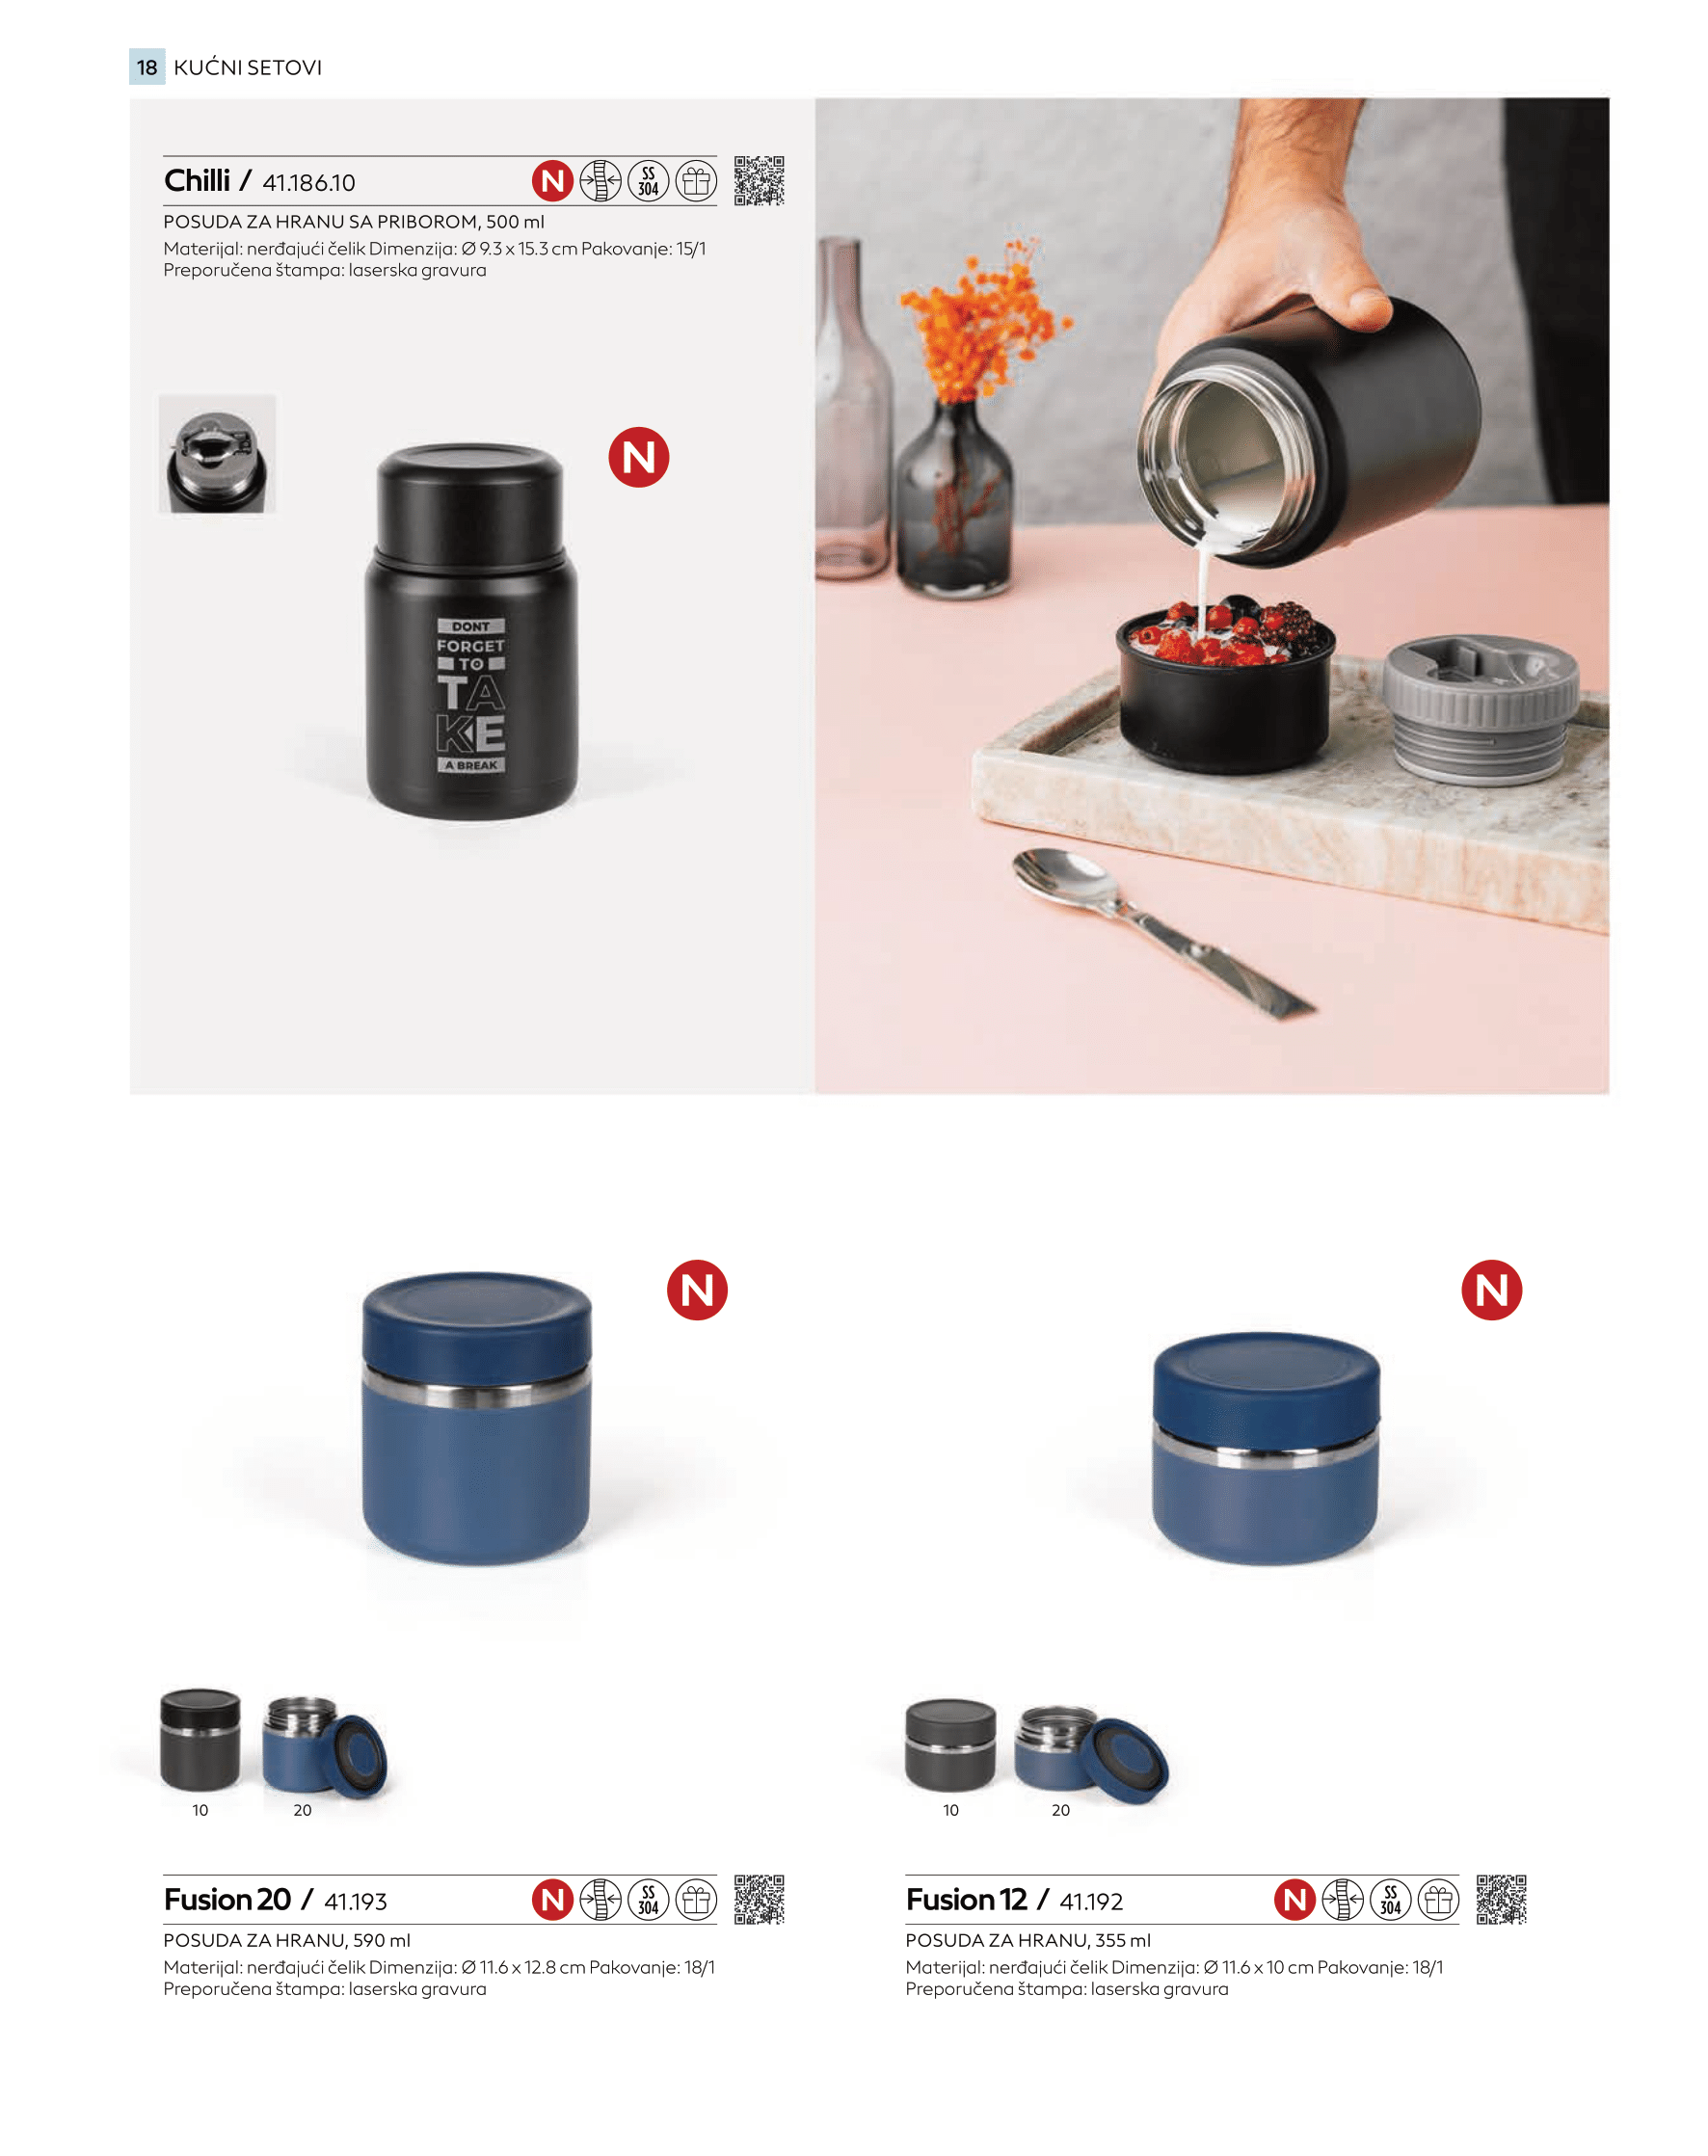 18 KUĆNI SETOVI
Chilli / 41.186.10 N SS 304
POSUDA ZA HRANU SA PRIBOROM, 500 ml
Materijal: nerđajući čelik Dimenzija: Ø 9.3 x 15.3 cm Pakovanje: 15/1
Preporučena štampa: laserska gravura
N
DONT
FORGET
TO
TAKE
A BREAK
N
N
10 20
10 20
Fusion 20 / 41.193 N SS 304
POSUDA ZA HRANU, 590 ml
Materijal: nerđajući čelik Dimenzija: Ø 11.6 x 12.8 cm Pakovanje: 18/1
Preporučena štampa: laserska gravura
Fusion 12 / 41.192 N SS 304
POSUDA ZA HRANU, 355 ml
Materijal: nerđajući čelik Dimenzija: Ø 11.6 x 10 cm Pakovanje: 18/1
Preporučena štampa: laserska gravura